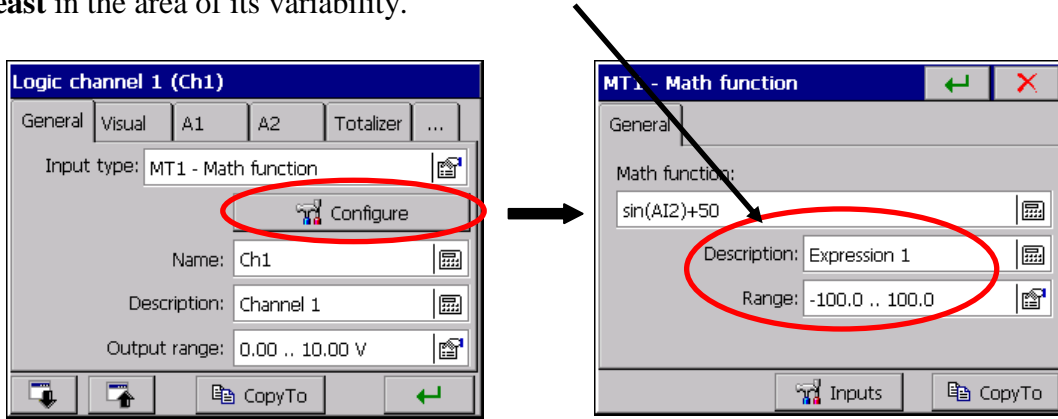 east in the area of its variability.
Logic channel 1 (Ch1)
General Visual A1 A2 Totalizer ...
Input type: MT1 - Math function
Configure
Name: Ch1
Description: Channel 1
Output range: 0.00 .. 10.00 V
CopyTo
MT1 - Math function
General
Math function:
sin(AI2)+50
Description: Expression 1
Range: -100.0 .. 100.0
Inputs CopyTo